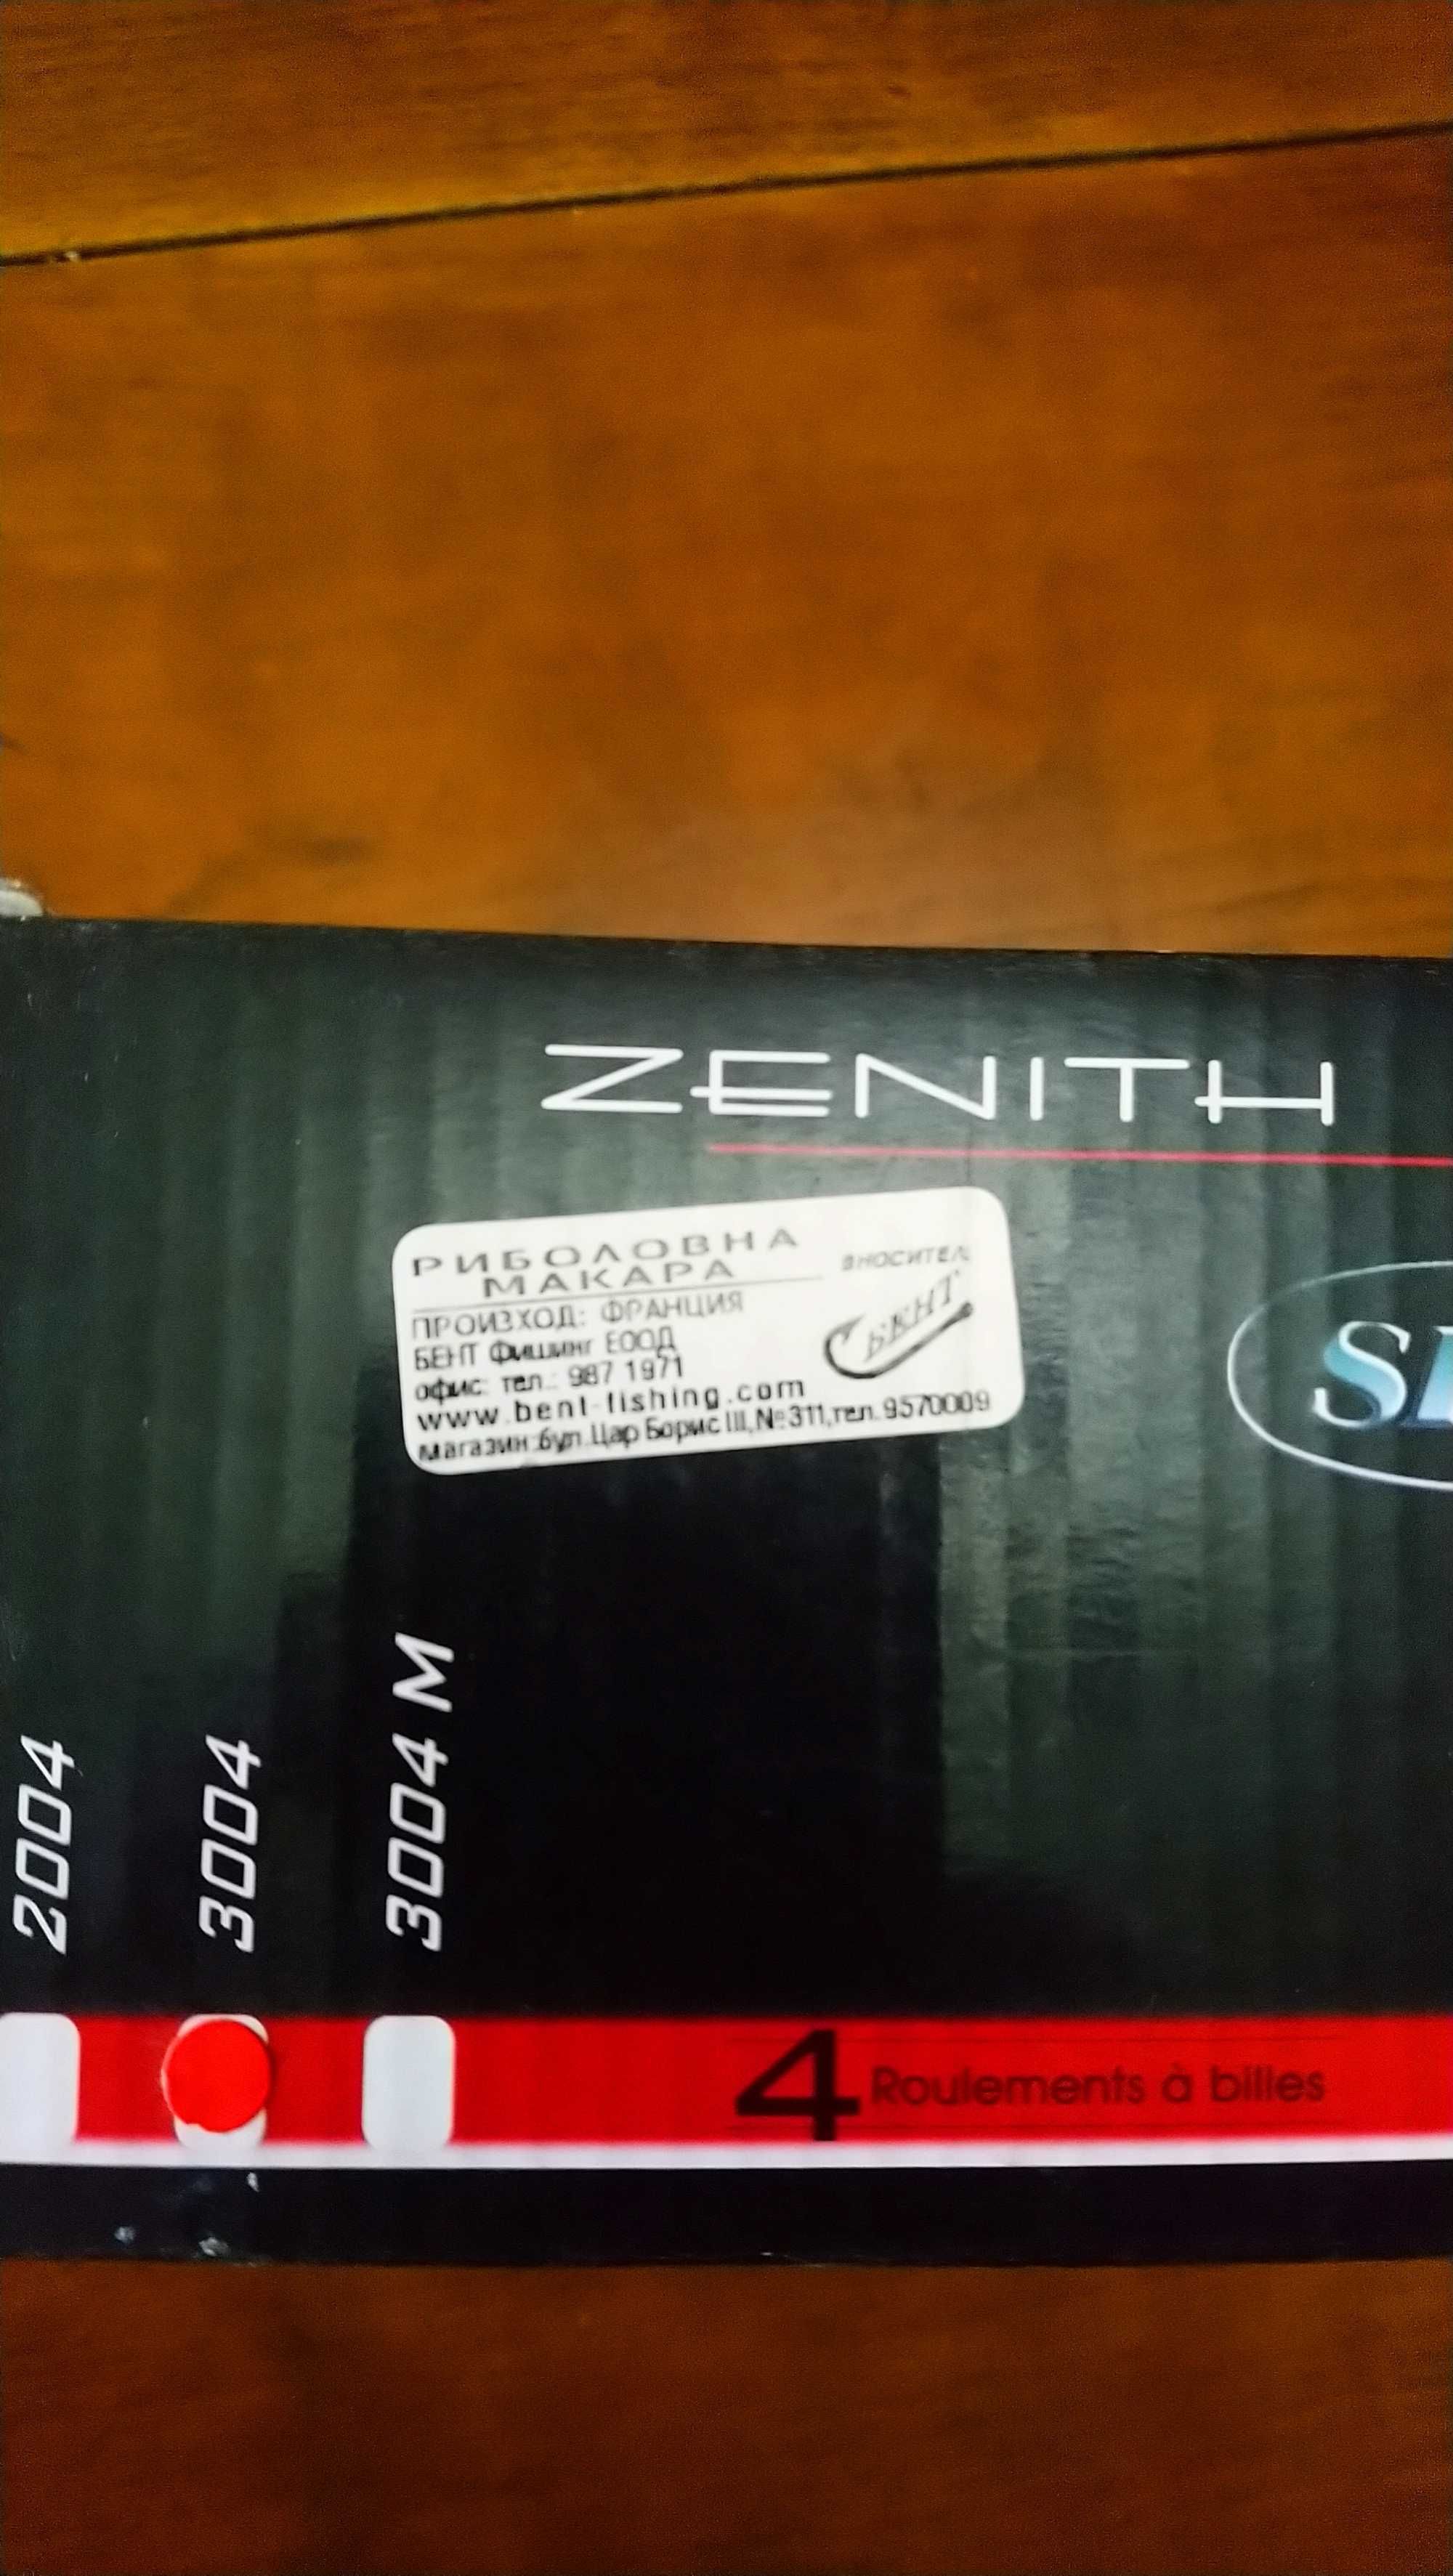 ZENITH
РИБОЛОВНА
МАКАРА
ВНОСИТЕЛ
БЕНТ
ПРОИЗХОД: ФРАНЦИЯ
БЕНТ Фишинг ЕООД
офис: тел.: 987 1971
www.bent-fishing.com
магазин:бул.Цар Борис III,№311,тел.9570009
2004
3004
3004 M
4 Roulements à billes